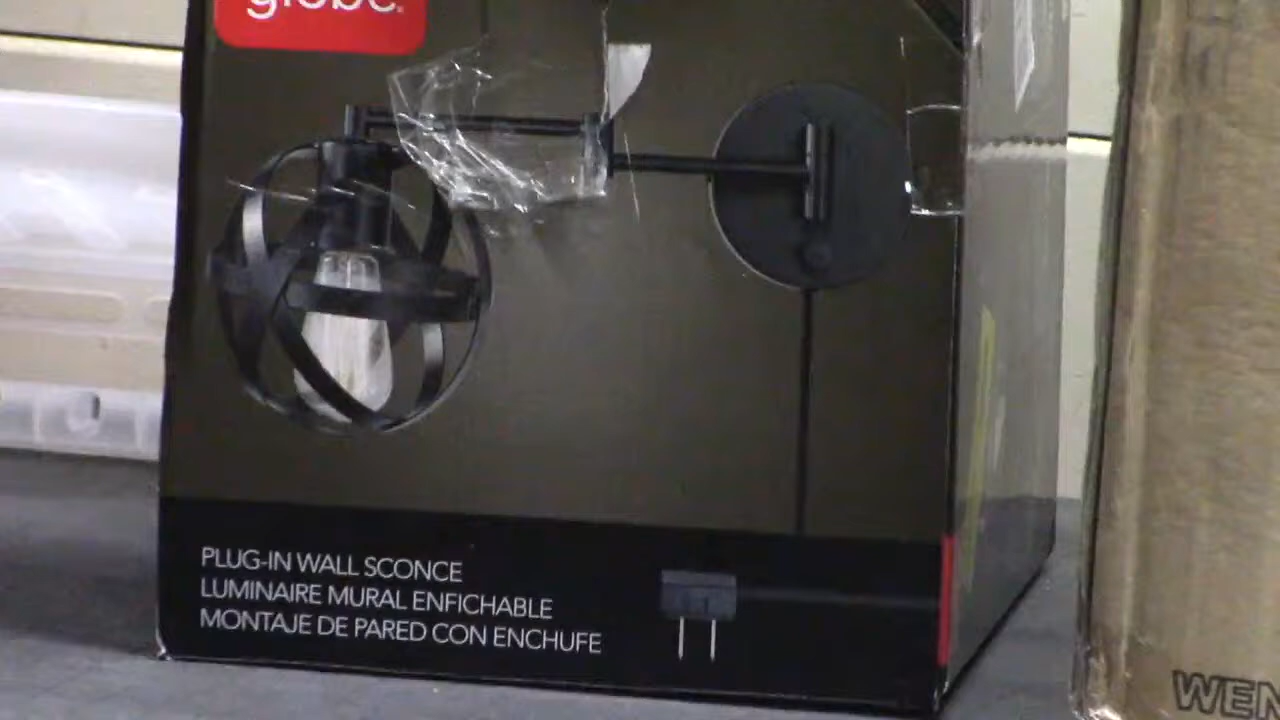 globe.
PLUG-IN WALL SCONCE
LUMINAIRE MURAL ENFICHABLE
MONTAJE DE PARED CON ENCHUFE
WEN